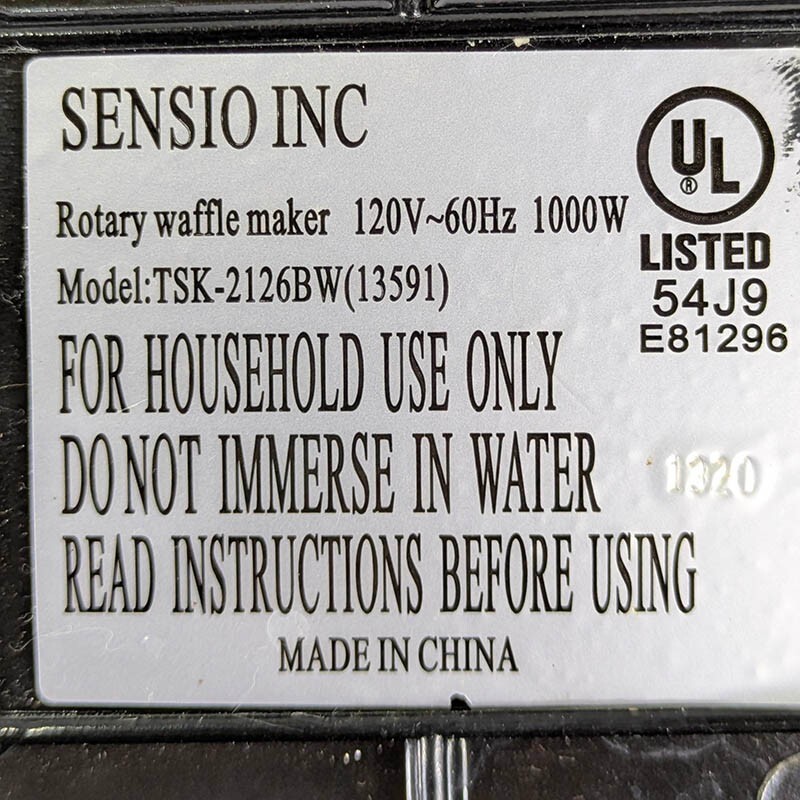 SENSIO INC
Rotary waffle maker 120V~60Hz 1000W
Model:TSK-2126BW(13591)
FOR HOUSEHOLD USE ONLY
DO NOT IMMERSE IN WATER
READ INSTRUCTIONS BEFORE USING
MADE IN CHINA
UL
®
LISTED
54J9
E81296
1320